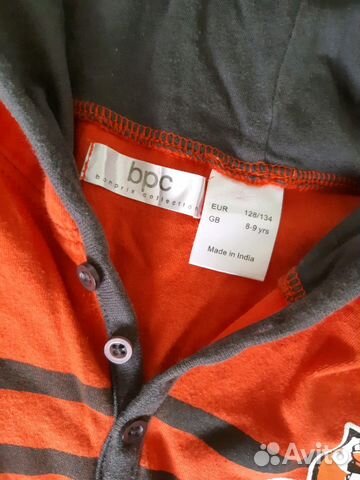 bpc
bonprix collection
EUR 128/134
GB 8-9 yrs
Made in India
Avito